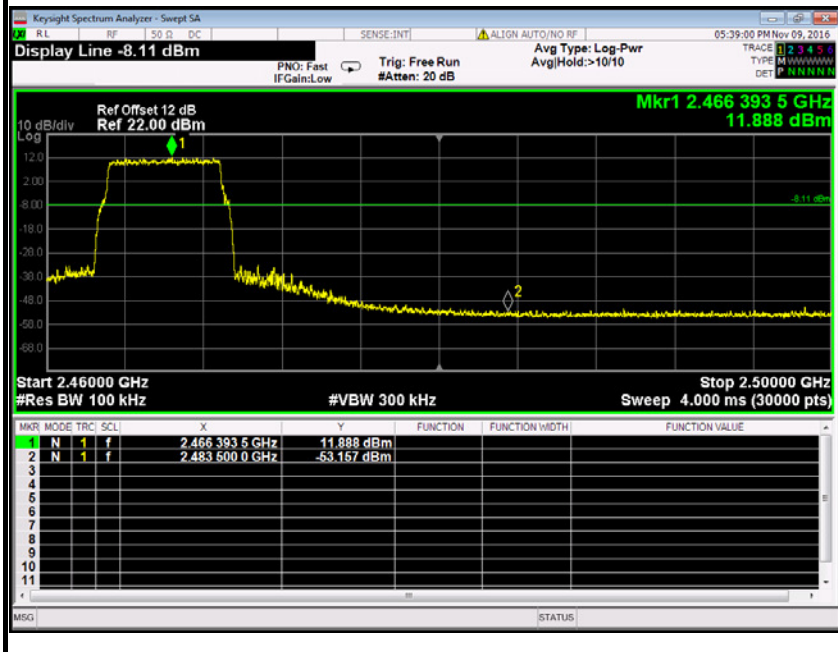 Keysight Spectrum Analyzer - Swept SA
LXI RL RF 50 Ω DC SENSE:INT ALIGN AUTO/NO RF 05:39:00 PM Nov 09, 2016
Display Line -8.11 dBm
PNO: Fast
IFGain:Low
Trig: Free Run
#Atten: 20 dB
Avg Type: Log-Pwr
Avg|Hold:>10/10
TRACE 1 2 3 4 5 6
TYPE M WWWWW
DET P NNNNN
Mkr1 2.466 393 5 GHz
11.888 dBm
Ref Offset 12 dB
10 dB/div Ref 22.00 dBm
Log
1
12.0
2.00
-8.00
-8.11 dBm
-18.0
-28.0
-38.0
-48.0
2
-58.0
-68.0
Start 2.46000 GHz Stop 2.50000 GHz
#Res BW 100 kHz #VBW 300 kHz Sweep 4.000 ms (30000 pts)
MKR MODE TRC SCL X Y FUNCTION FUNCTION WIDTH FUNCTION VALUE
1 N 1 f 2.466 393 5 GHz 11.888 dBm
2 N 1 f 2.483 500 0 GHz -53.157 dBm
3
4
5
6
7
8
9
10
11
MSG STATUS